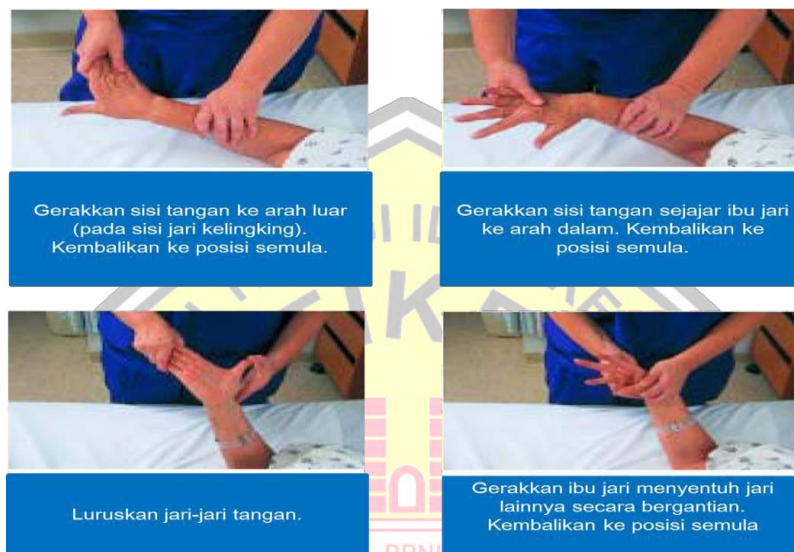 Gerakkan sisi tangan ke arah luar
(pada sisi jari kelingking).
Kembalikan ke posisi semula.
Gerakkan sisi tangan sejajar ibu jari
ke arah dalam. Kembalikan ke
posisi semula.
Luruskan jari-jari tangan.
Gerakkan ibu jari menyentuh jari
lainnya secara bergantian.
Kembalikan ke posisi semula